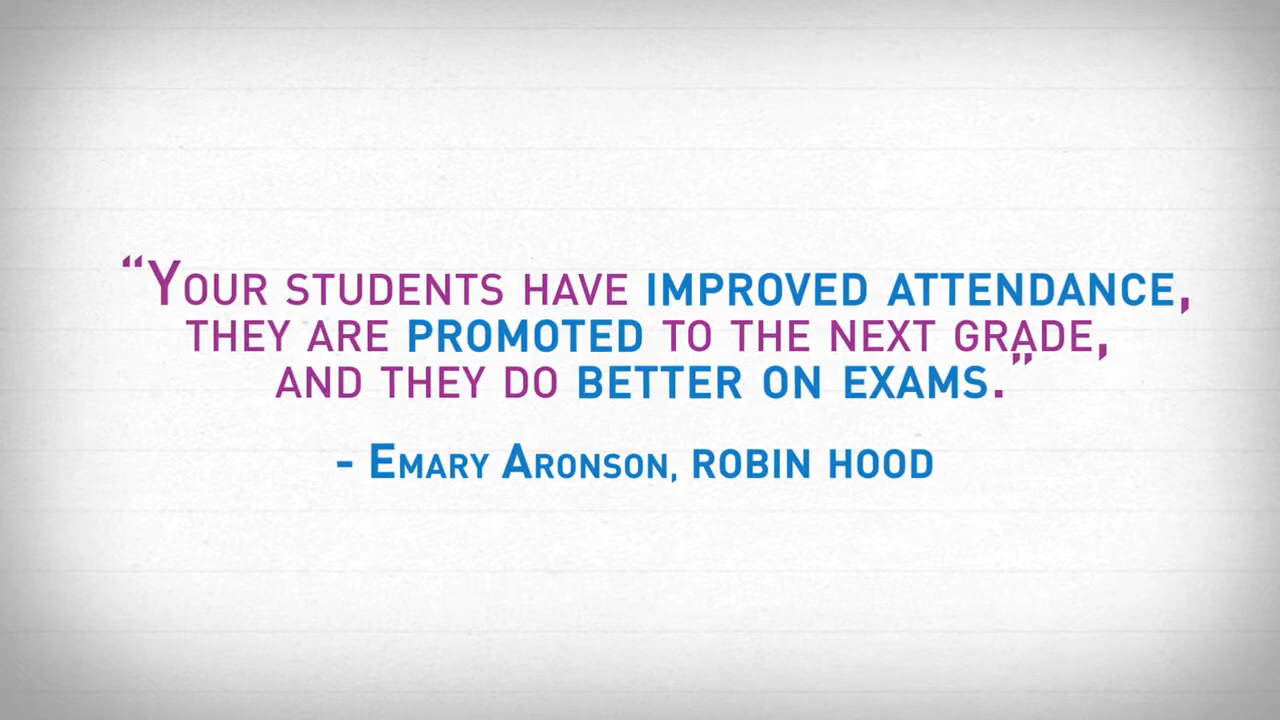 “Your students have improved attendance,
they are promoted to the next grade,
and they do better on exams.”
- Emary Aronson, ROBIN HOOD